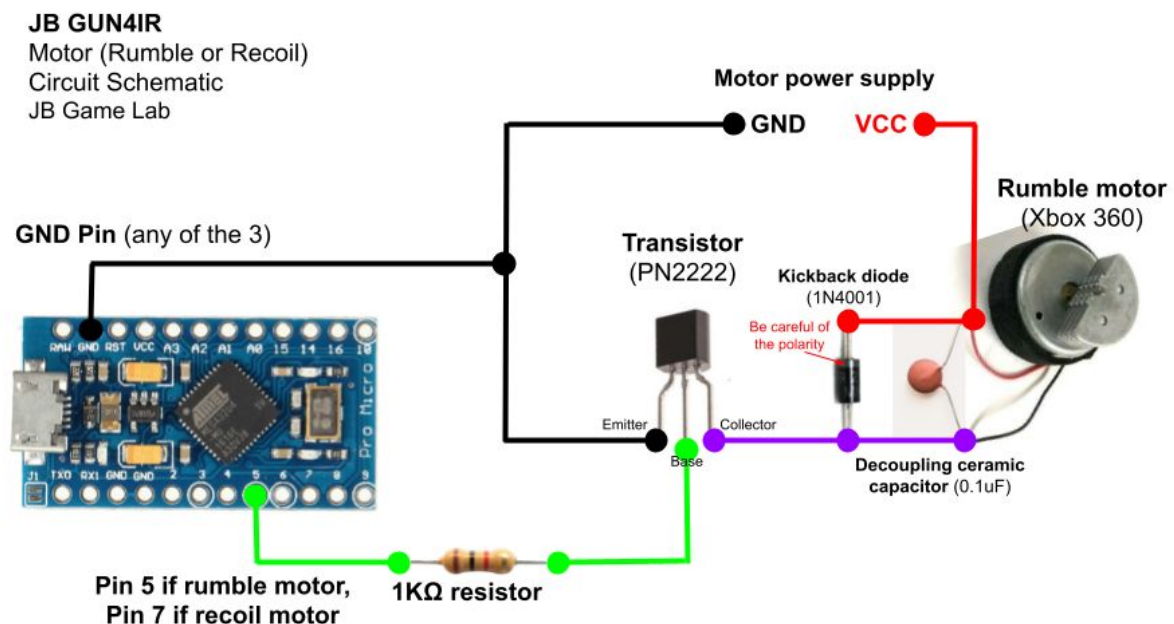 JB GUN4IR
Motor (Rumble or Recoil)
Circuit Schematic
JB Game Lab
Motor power supply
GND
VCC
Rumble motor
(Xbox 360)
GND Pin (any of the 3)
Transistor
(PN2222)
Kickback diode
(1N4001)
Be careful of
the polarity
RAW GND RST VCC A3 A2 A1 A0 15 14 16 10
Pro Micro
J1 TXO RX1 GND GND 2 3 4 5 6 7 8 9
Emitter
Base
Collector
Decoupling ceramic
capacitor (0.1uF)
1KΩ resistor
Pin 5 if rumble motor,
Pin 7 if recoil motor